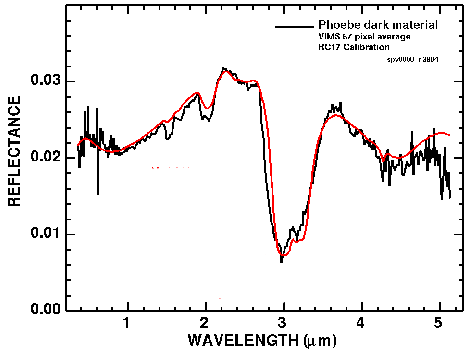 Phoebe dark material
VIMS 67 pixel average
RC17 Calibration
0.03
0.02
0.01
0.00
REFLECTANCE
1 2 3 4 5
WAVELENGTH (μm)